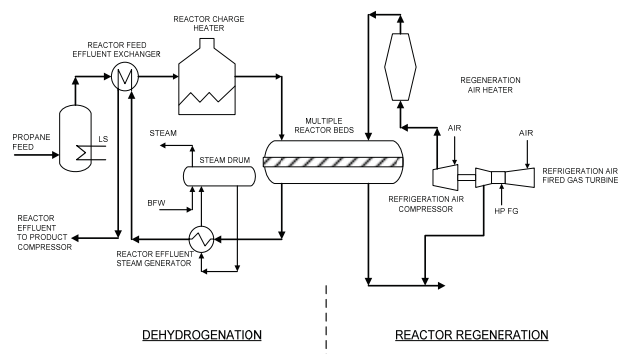 REACTOR CHARGE
HEATER
REACTOR FEED
EFFLUENT EXCHANGER
REGENERATION
AIR HEATER
MULTIPLE
REACTOR BEDS
PROPANE
FEED
LS
STEAM
STEAM DRUM
BFW
AIR
AIR
REFRIGERATION AIR
FIRED GAS TURBINE
REFRIGERATION AIR
COMPRESSOR
HP FG
REACTOR
EFFLUENT
TO PRODUCT
COMPRESSOR
REACTOR EFFLUENT
STEAM GENERATOR
DEHYDROGENATION
REACTOR REGENERATION